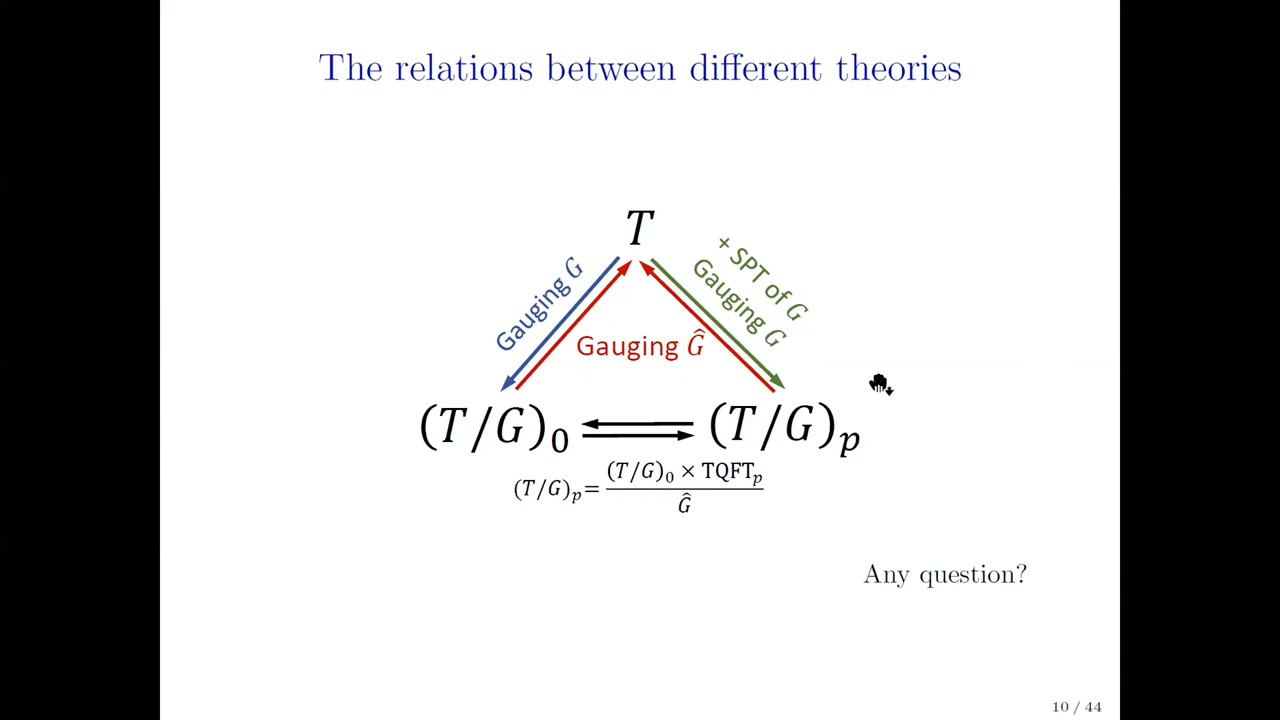 The relations between different theories
T
Gauging G
+ SPT of G
Gauging G
Gauging Ĝ
(T/G)₀
(T/G)ₚ
(T/G)ₚ= (T/G)₀ × TQFTₚ
Ĝ
Any question?
10 / 44